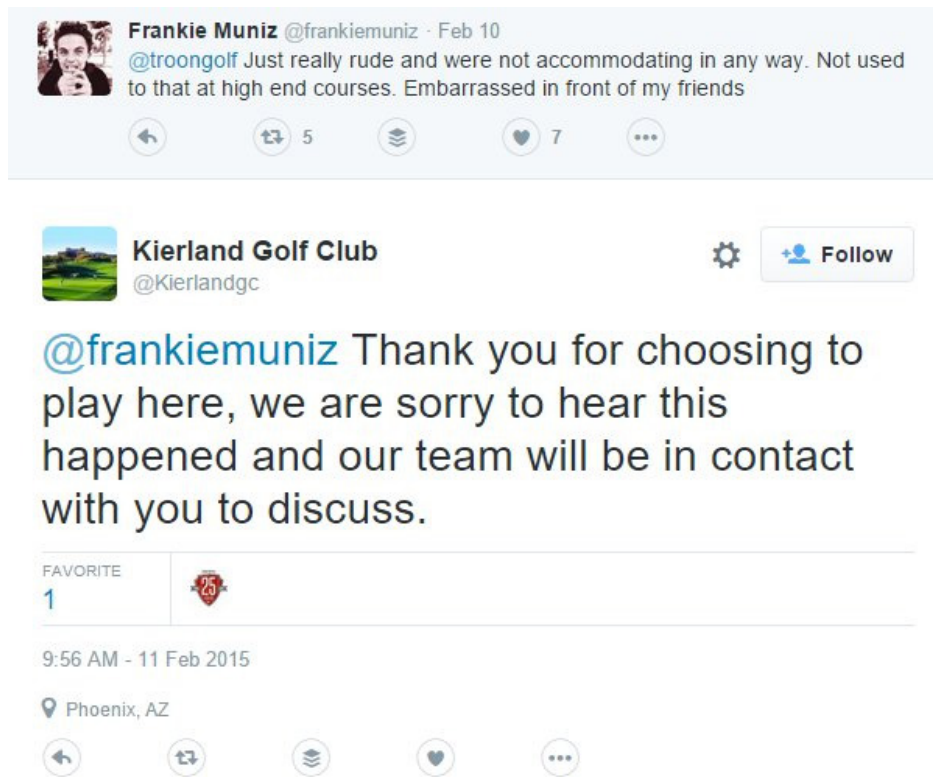 Frankie Muniz @frankiemuniz · Feb 10
@troongolf Just really rude and were not accommodating in any way. Not used
to that at high end courses. Embarrassed in front of my friends
5 7
Kierland Golf Club
@Kierlandgc
Follow
@frankiemuniz Thank you for choosing to
play here, we are sorry to hear this
happened and our team will be in contact
with you to discuss.
FAVORITE
1
25
9:56 AM - 11 Feb 2015
Phoenix, AZ